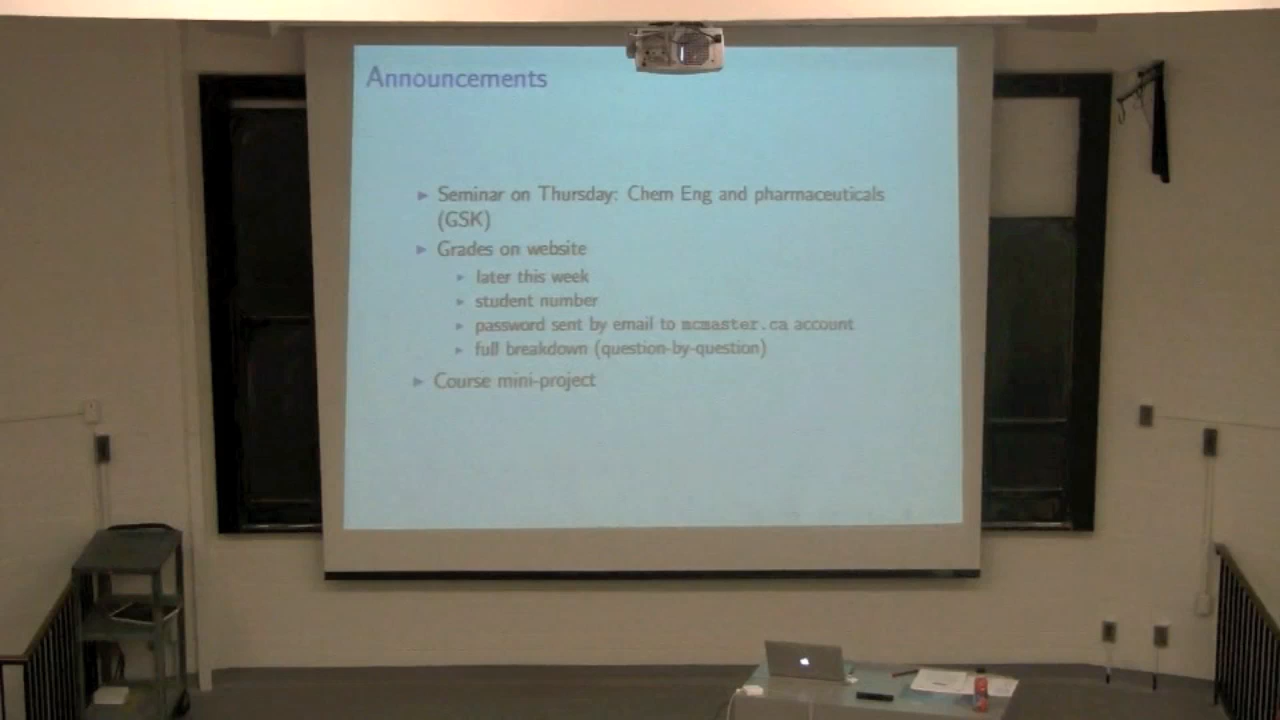 Announcements
▶ Seminar on Thursday: Chem Eng and pharmaceuticals
(GSK)
▶ Grades on website
▶ later this week
▶ student number
▶ password sent by email to mcmaster.ca account
▶ full breakdown (question-by-question)
▶ Course mini-project